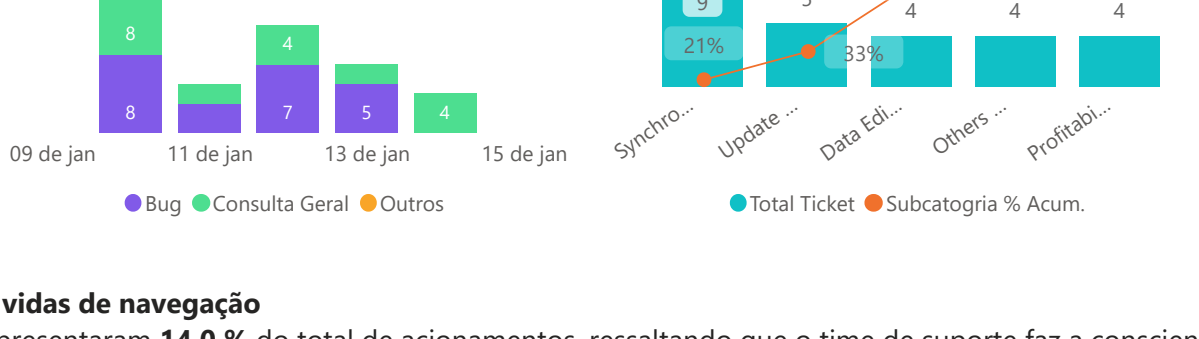 8
4
8
7
5
4
09 de jan 11 de jan 13 de jan 15 de jan
Bug Consulta Geral Outros
9
4
4
4
21%
33%
Synchro...
Update ...
Data Edi...
Others ...
Profitabi...
Total Ticket Subcatogria % Acum.
vidas de navegação
presentaram 14,0 % do total de acionamentos, ressaltando que o time de suporte faz a conscien